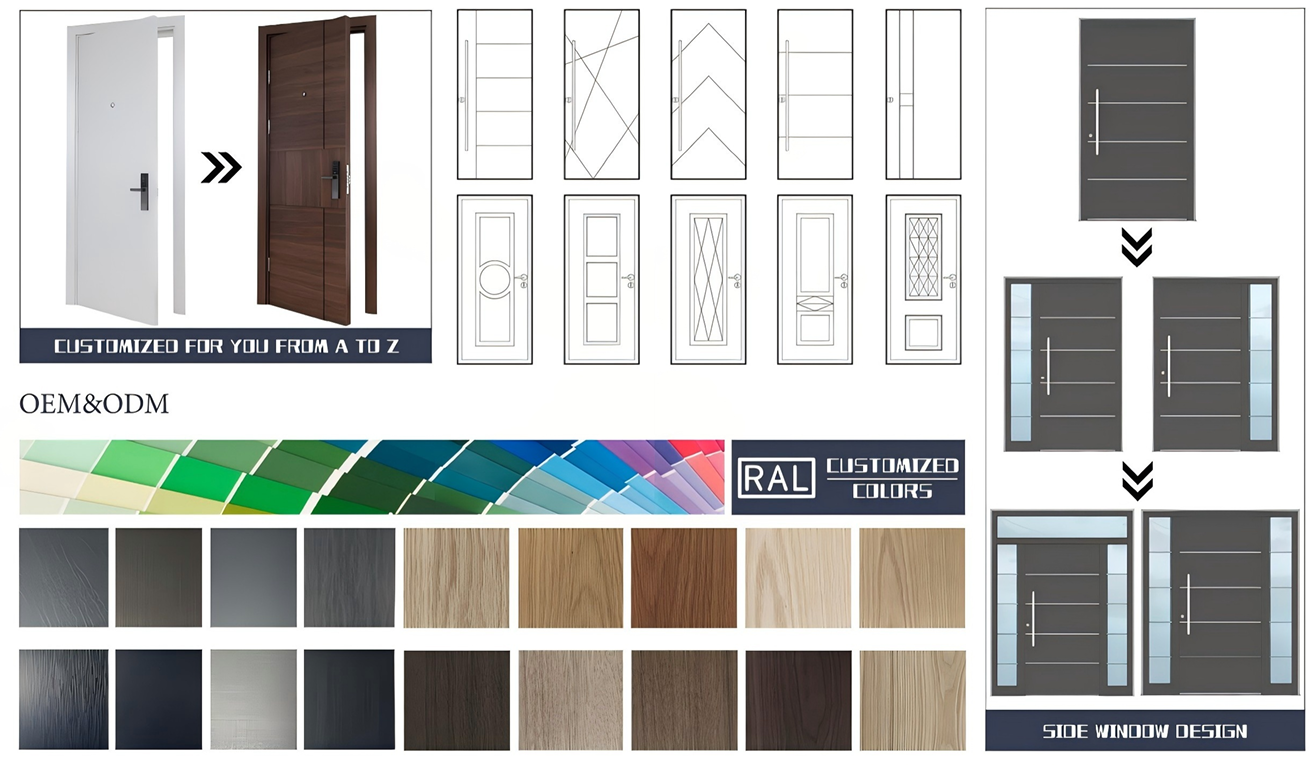 CUSTOMIZED FOR YOU FROM A TO Z
OEM&ODM
RAL
CUSTOMIZED
COLORS
SIDE WINDOW DESIGN